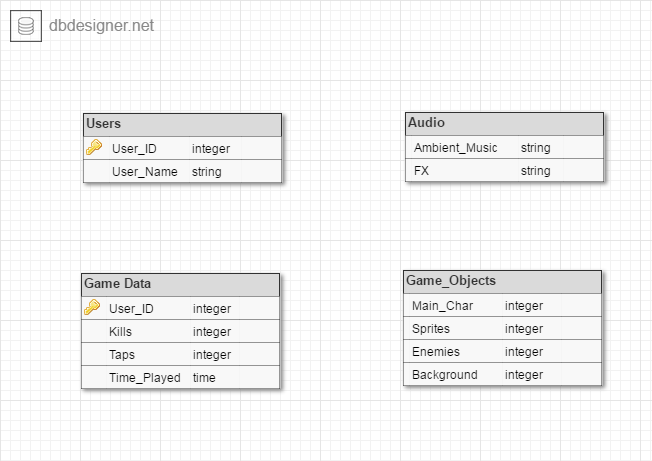 dbdesigner.net
Users
User_ID integer
User_Name string
Audio
Ambient_Music string
FX string
Game Data
User_ID integer
Kills integer
Taps integer
Time_Played time
Game_Objects
Main_Char integer
Sprites integer
Enemies integer
Background integer